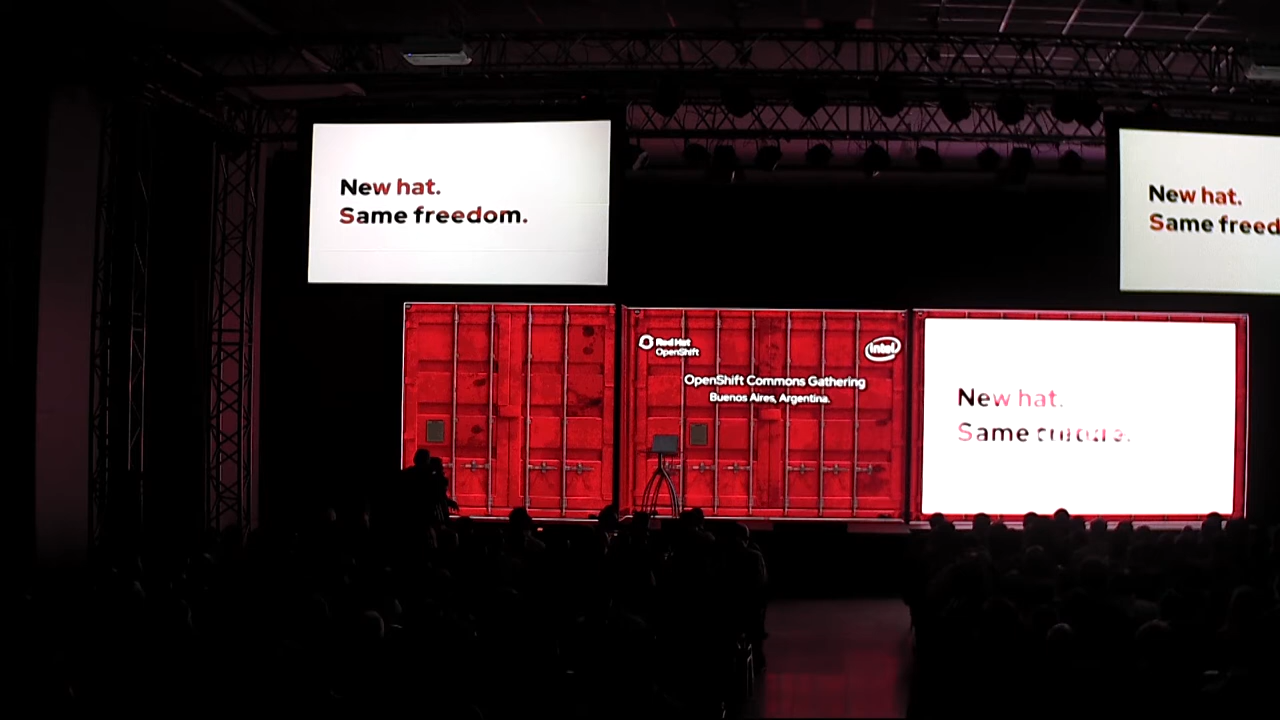 New hat.
Same freedom.
New hat.
Same freed
Red Hat
OpenShift
intel
OpenShift Commons Gathering
Buenos Aires, Argentina.
New hat.
Same